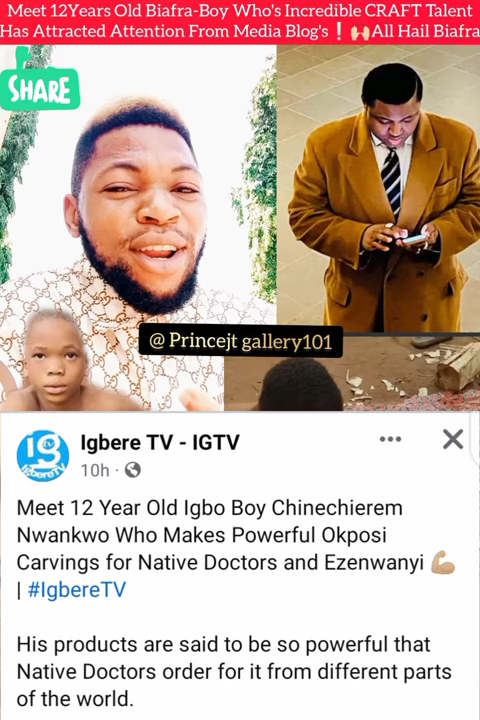 Meet 12Years Old Biafra-Boy Who's Incredible CRAFT Talent
Has Attracted Attention From Media Blog's❗🙌🏼All Hail Biafra
SHARE
@ Princejt gallery101
ig
tv
IgbereTV
Igbere TV - IGTV
10h ·
Meet 12 Year Old Igbo Boy Chinechierem
Nwankwo Who Makes Powerful Okposi
Carvings for Native Doctors and Ezenwanyi 💪🏼
| #IgbereTV
His products are said to be so powerful that
Native Doctors order for it from different parts
of the world.